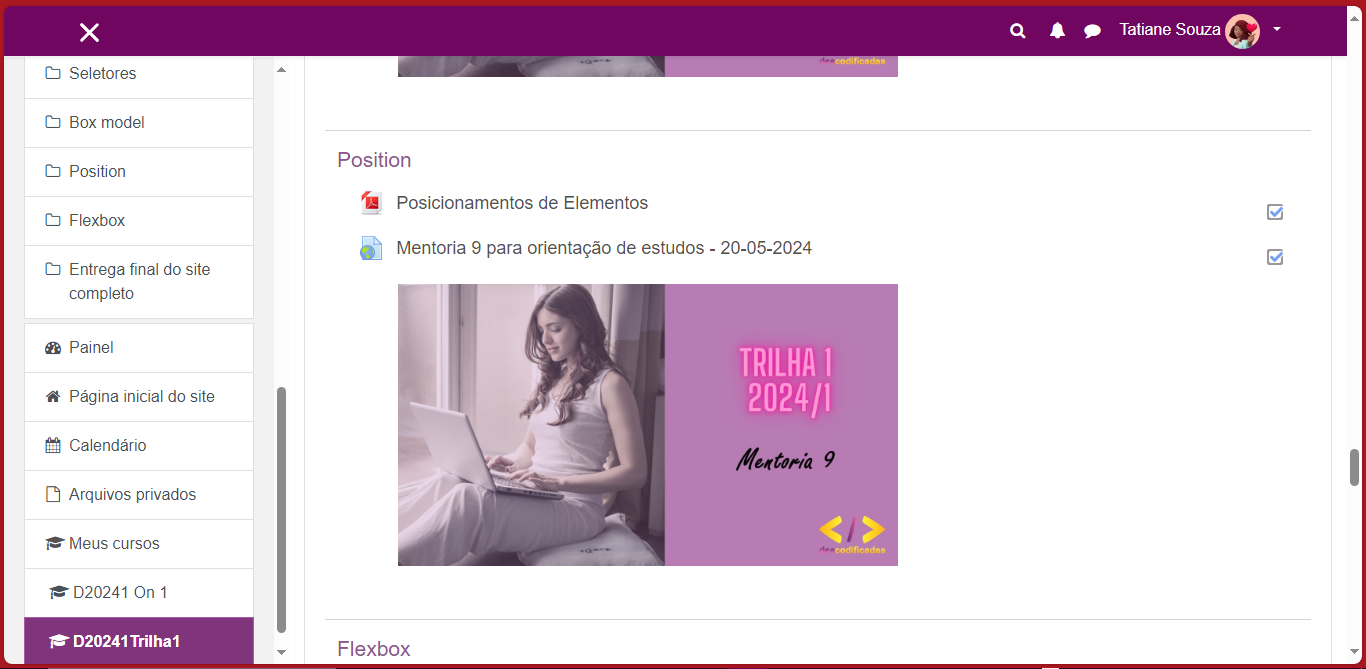 Tatiane Souza
Seletores
Box model
Position
Flexbox
Entrega final do site
completo
Painel
Página inicial do site
Calendário
Arquivos privados
Meus cursos
D20241 On 1
D20241Trilha1
descodificadas
Position
Posicionamentos de Elementos
Mentoria 9 para orientação de estudos - 20-05-2024
TRILHA 1
2024/1
Mentoria 9
</>
descodificadas
Flexbox